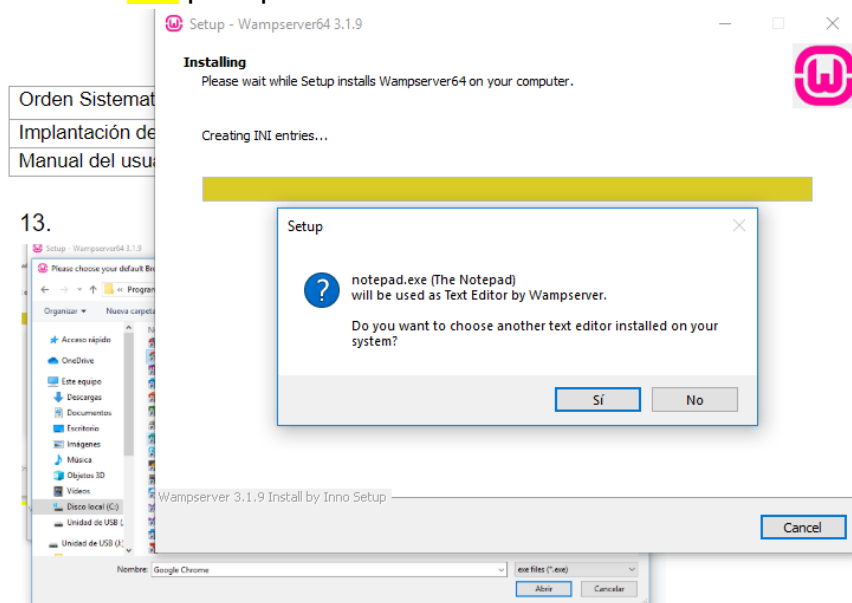 Setup - Wampserver64 3.1.9
Installing
Please wait while Setup installs Wampserver64 on your computer.
Orden Sistemat
Implantación de
Manual del usua
Creating INI entries...
Setup
notepad.exe (The Notepad)
will be used as Text Editor by Wampserver.
Do you want to choose another text editor installed on your
system?
Sí No
Wampserver 3.1.9 Install by Inno Setup
Cancel
13.
Setup - Wampserver64 3.1.9
Please choose your default Bro
Program
Organizar Nueva carpeta
Acceso rápido
OneDrive
Este equipo
Descargas
Documentos
Escritorio
Imágenes
Música
Objetos 3D
Vídeos
Disco local (C:)
Unidad de USB (
Unidad de USB (
Nombre: Google Chrome exe files (*.exe)
Abrir Cancelar